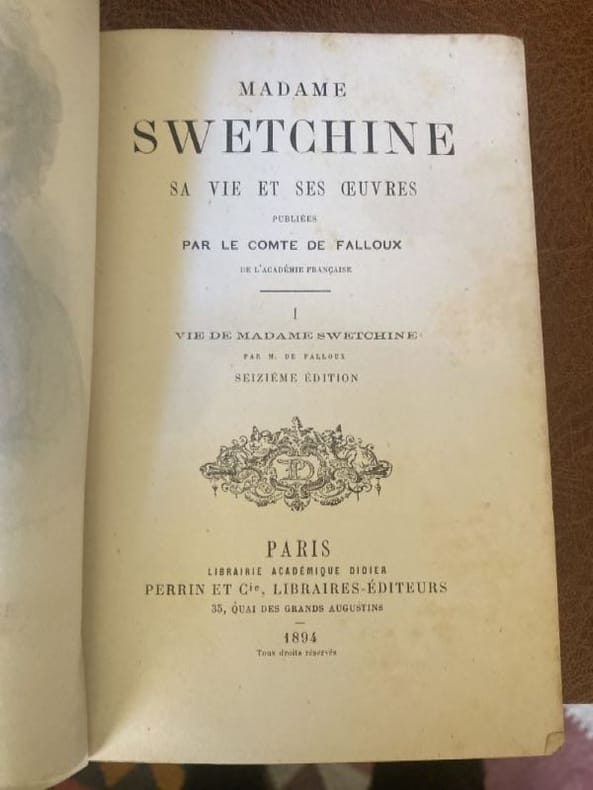 MADAME
SWETCHINE
SA VIE ET SES ŒUVRES
PUBLIÉES
PAR LE COMTE DE FALLOUX
DE L'ACADÉMIE FRANÇAISE
I
VIE DE MADAME SWETCHINE
PAR M. DE FALLOUX
SEIZIÉME ÉDITION
PD
PARIS
LIBRAIRIE ACADÉMIQUE DIDIER
PERRIN ET Cie, LIBRAIRES-ÉDITEURS
35, QUAI DES GRANDS AUGUSTINS
1894
Tous droits réservés